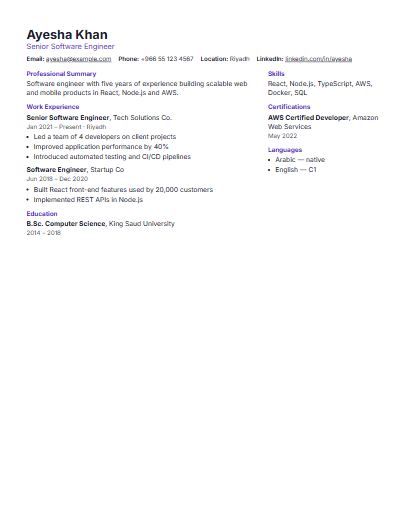 Ayesha Khan
Senior Software Engineer
Email: ayesha@example.com Phone: +966 55 123 4567 Location: Riyadh LinkedIn: linkedin.com/in/ayesha
Professional Summary
Software engineer with five years of experience building scalable web
and mobile products in React, Node.js and AWS.
Work Experience
Senior Software Engineer, Tech Solutions Co.
Jan 2021 – Present · Riyadh
• Led a team of 4 developers on client projects
• Improved application performance by 40%
• Introduced automated testing and CI/CD pipelines
Software Engineer, Startup Co
Jun 2018 – Dec 2020
• Built React front-end features used by 20,000 customers
• Implemented REST APIs in Node.js
Education
B.Sc. Computer Science, King Saud University
2014 – 2018
Skills
React, Node.js, TypeScript, AWS,
Docker, SQL
Certifications
AWS Certified Developer, Amazon
Web Services
May 2022
Languages
• Arabic — native
• English — C1